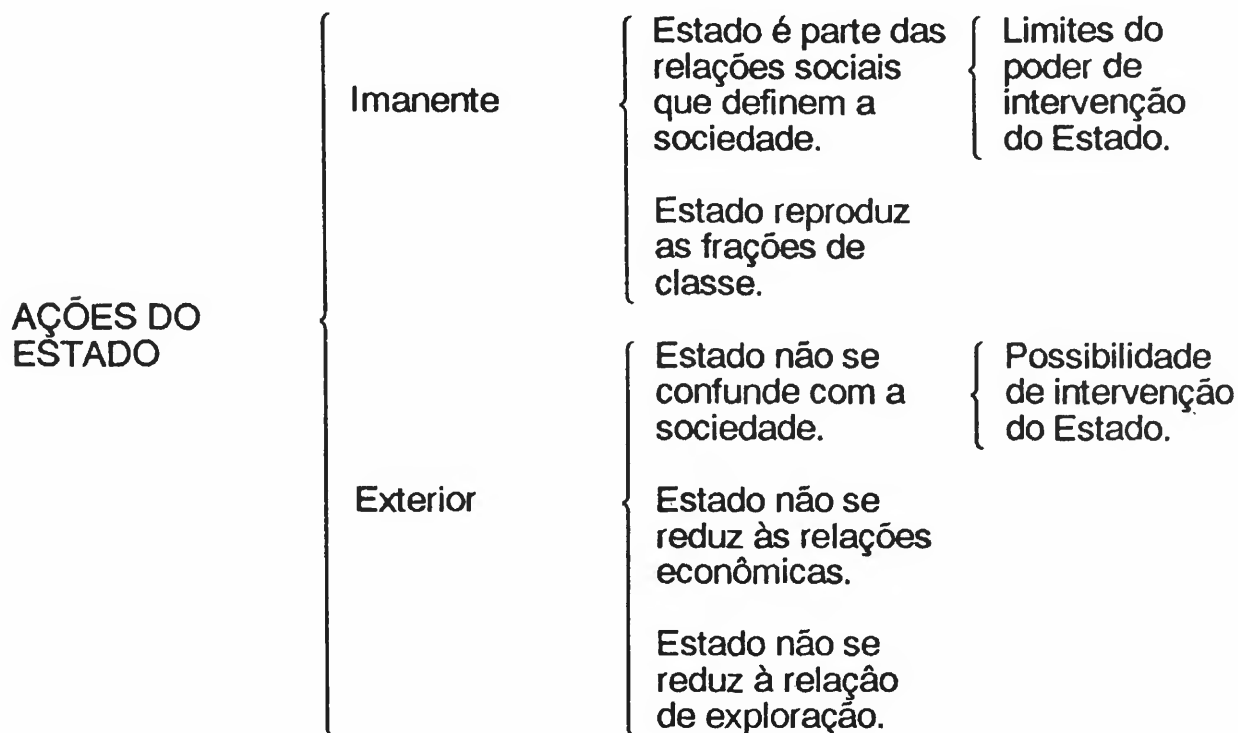 AÇÕES DO
ESTADO
Imanente
Estado é parte das
relações sociais
que definem a
sociedade.
Limites do
poder de
intervenção
do Estado.
Estado reproduz
as frações de
classe.
Exterior
Estado não se
confunde com a
sociedade.
Possibilidade
de intervenção
do Estado.
Estado não se
reduz às relações
econômicas.
Estado não se
reduz à relaçâo
de exploração.